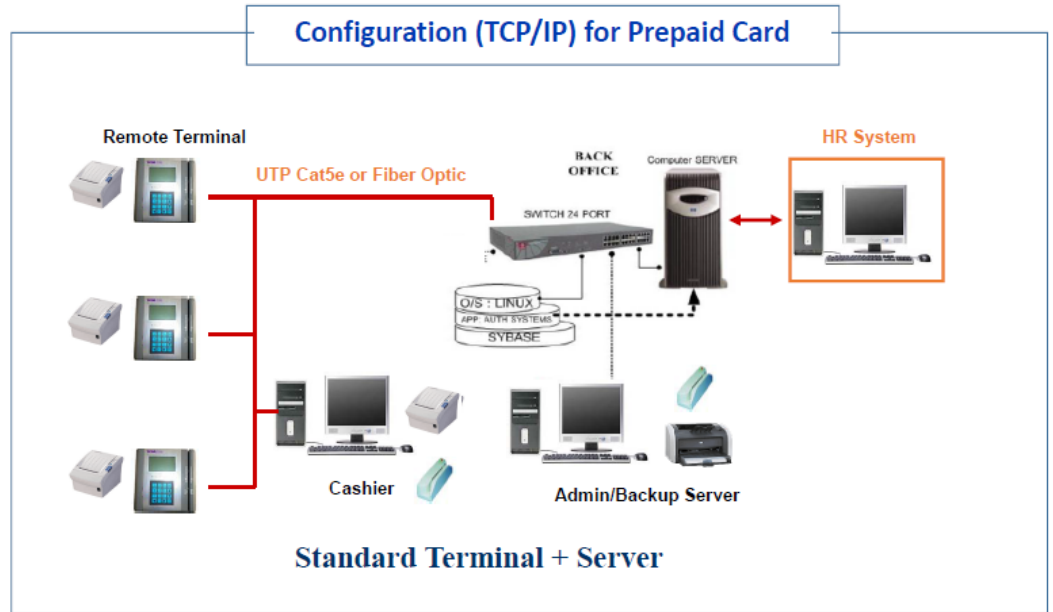 Configuration (TCP/IP) for Prepaid Card
Remote Terminal
UTP Cat5e or Fiber Optic
BACK
OFFICE
Computer SERVER
HR System
SWITCH 24 PORT
O/S : LINUX
APP: AUTH SYSTEMS
SYBASE
Cashier
Admin/Backup Server
Standard Terminal + Server